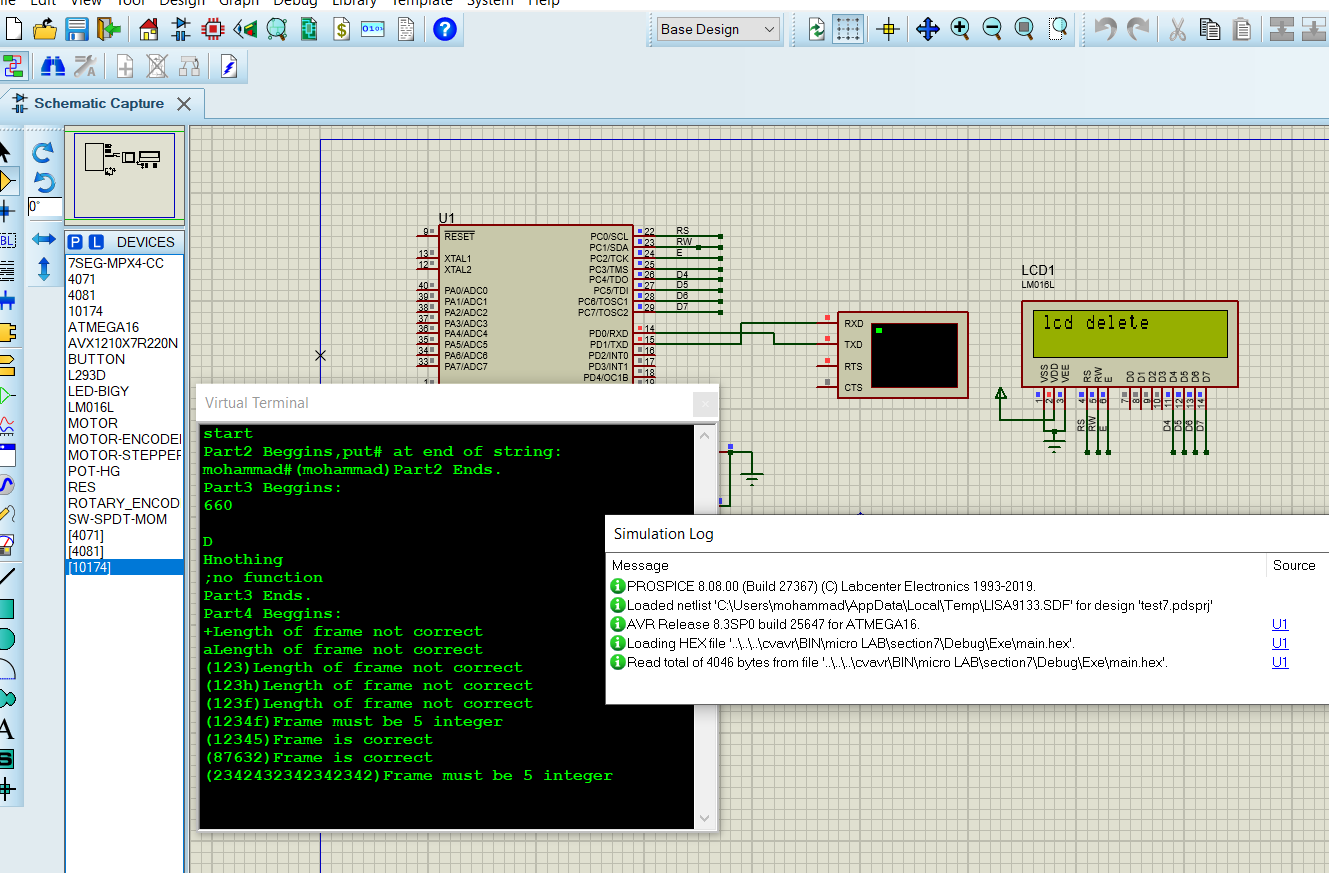 Edit View Tool Design Graph Debug Library Template System Help
Base Design
Schematic Capture
0°
P L DEVICES
7SEG-MPX4-CC
4071
4081
10174
ATMEGA16
AVX1210X7R220N
BUTTON
L293D
LED-BIGY
LM016L
MOTOR
MOTOR-ENCODE
MOTOR-STEPPER
POT-HG
RES
ROTARY_ENCOD
SW-SPDT-MOM
[4071]
[4081]
[10174]
U1
9 RESET
13 XTAL1
12 XTAL2
40 PA0/ADC0
39 PA1/ADC1
38 PA2/ADC2
37 PA3/ADC3
36 PA4/ADC4
35 PA5/ADC5
34 PA6/ADC6
33 PA7/ADC7
PC0/SCL 22 RS
PC1/SDA 23 RW
PC2/TCK 24 E
PC3/TMS 25
PC4/TDO 26 D4
PC5/TDI 27 D5
PC6/TOSC1 28 D6
PC7/TOSC2 29 D7
PD0/RXD 14
PD1/TXD 15
PD2/INT0 16
PD3/INT1 17
PD4/OC1B 18
RXD
TXD
RTS
CTS
LCD1
LM016L
lcd delete
VSS VDD VEE RS RW E D0 D1 D2 D3 D4 D5 D6 D7
1 2 3 4 5 6 7 8 9 10 11 12 13 14
RS RW E D4 D5 D6 D7
Virtual Terminal
start
Part2 Beggins,put# at end of string:
mohammad#(mohammad)Part2 Ends.
Part3 Beggins:
660
D
Hnothing
;no function
Part3 Ends.
Part4 Beggins:
+Length of frame not correct
aLength of frame not correct
(123)Length of frame not correct
(123h)Length of frame not correct
(123f)Length of frame not correct
(1234f)Frame must be 5 integer
(12345)Frame is correct
(87632)Frame is correct
(2342432342342342)Frame must be 5 integer
Simulation Log
Message Source
PROSPICE 8.08.00 (Build 27367) (C) Labcenter Electronics 1993-2019.
Loaded netlist 'C:\Users\mohammad\AppData\Local\Temp\LISA9133.SDF' for design 'test7.pdsprj'
AVR Release 8.3SP0 build 25647 for ATMEGA16. U1
Loading HEX file '..\..\..\cvavr\BIN\micro LAB\section7\Debug\Exe\main.hex'. U1
Read total of 4046 bytes from file '..\..\..\cvavr\BIN\micro LAB\section7\Debug\Exe\main.hex'. U1